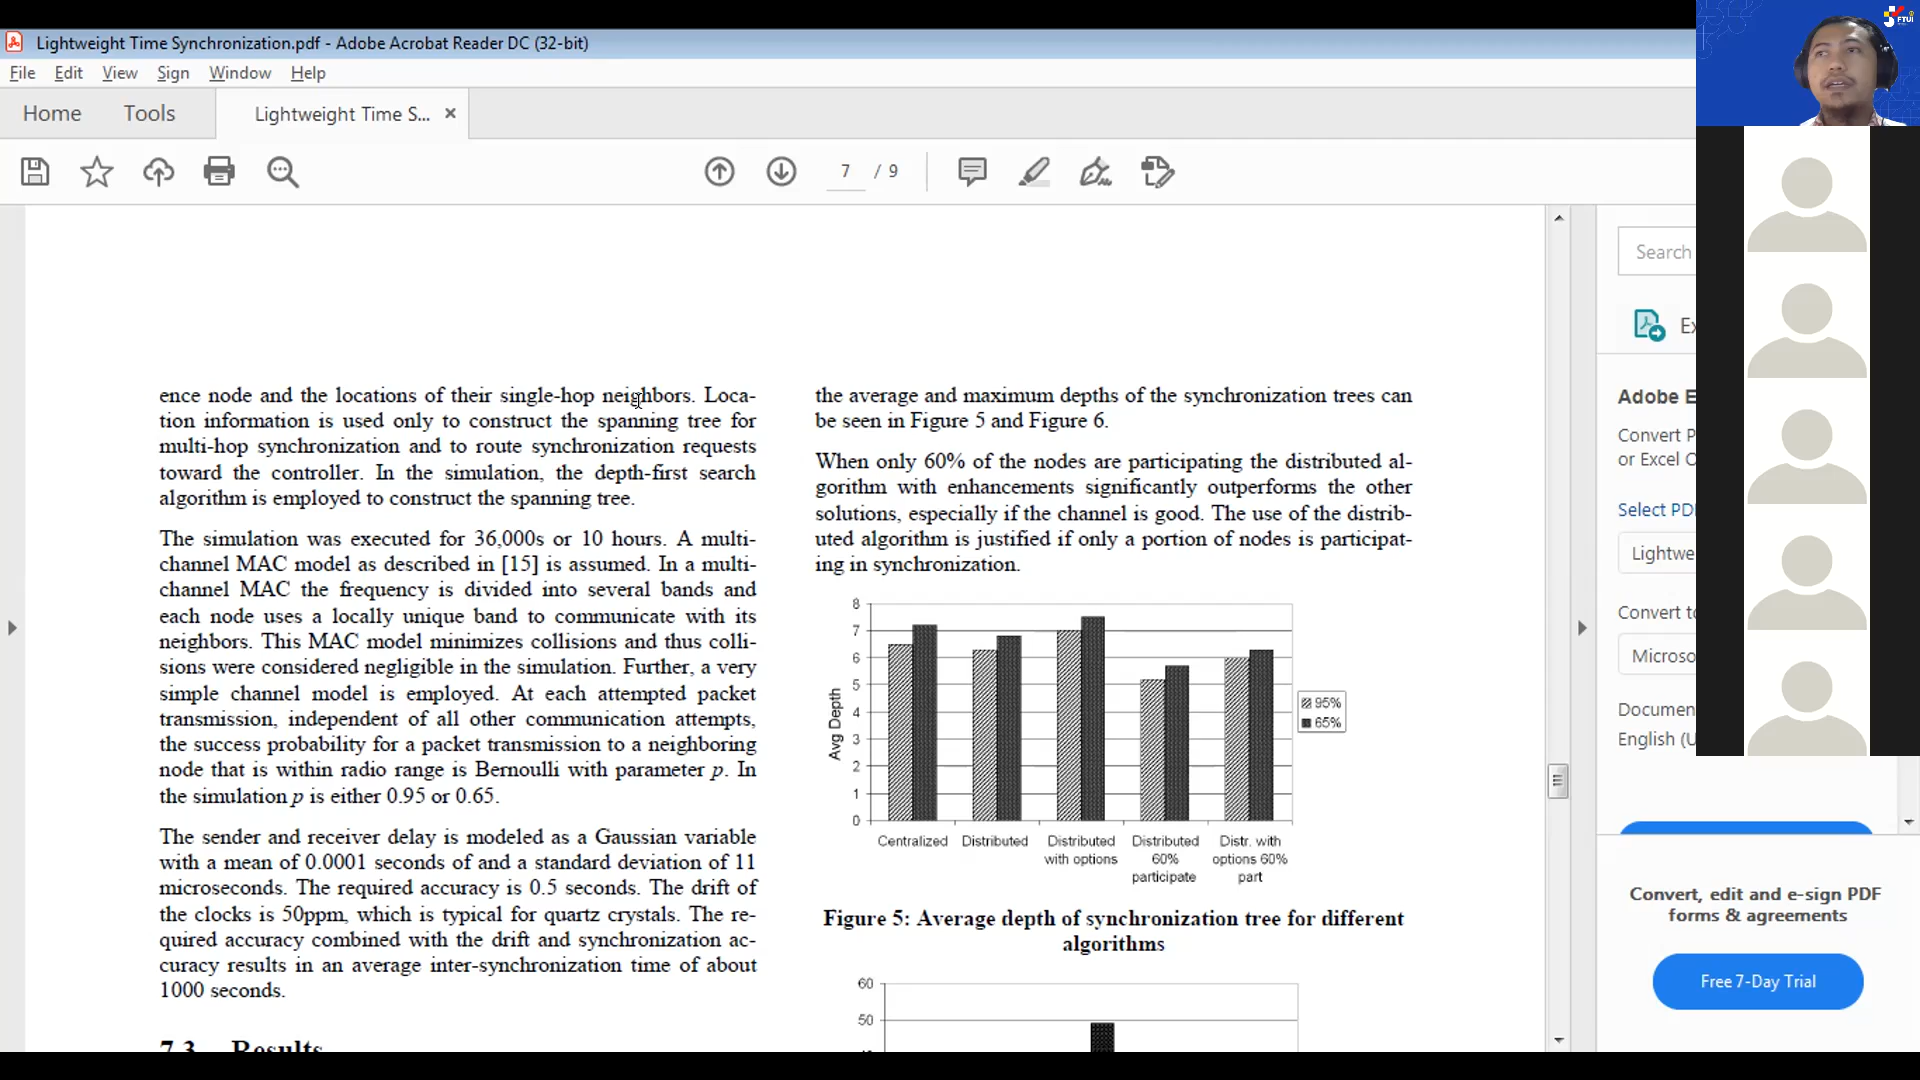 Lightweight Time Synchronization.pdf - Adobe Acrobat Reader DC (32-bit)
File Edit View Sign Window Help
Home Tools Lightweight Time S... ×
7 / 9
ence node and the locations of their single-hop neighbors. Loca-
tion information is used only to construct the spanning tree for
multi-hop synchronization and to route synchronization requests
toward the controller. In the simulation, the depth-first search
algorithm is employed to construct the spanning tree.
The simulation was executed for 36,000s or 10 hours. A multi-
channel MAC model as described in [15] is assumed. In a multi-
channel MAC the frequency is divided into several bands and
each node uses a locally unique band to communicate with its
neighbors. This MAC model minimizes collisions and thus colli-
sions were considered negligible in the simulation. Further, a very
simple channel model is employed. At each attempted packet
transmission, independent of all other communication attempts,
the success probability for a packet transmission to a neighboring
node that is within radio range is Bernoulli with parameter p. In
the simulation p is either 0.95 or 0.65.
The sender and receiver delay is modeled as a Gaussian variable
with a mean of 0.0001 seconds of and a standard deviation of 11
microseconds. The required accuracy is 0.5 seconds. The drift of
the clocks is 50ppm, which is typical for quartz crystals. The re-
quired accuracy combined with the drift and synchronization ac-
curacy results in an average inter-synchronization time of about
1000 seconds.
7.3 Results
the average and maximum depths of the synchronization trees can
be seen in Figure 5 and Figure 6.
When only 60% of the nodes are participating the distributed al-
gorithm with enhancements significantly outperforms the other
solutions, especially if the channel is good. The use of the distrib-
uted algorithm is justified if only a portion of nodes is participat-
ing in synchronization.
8
7
6
5
4
3
2
1
0
Avg Depth
Centralized
Distributed
Distributed
with options
Distributed
60%
participate
Distr. with
options 60%
part
95%
65%
Figure 5: Average depth of synchronization tree for different
algorithms
60
50
Search
Ex
Adobe E
Convert P
or Excel O
Select PD
Lightwe
Convert to
Microso
Documen
English (U
Convert, edit and e-sign PDF
forms & agreements
Free 7-Day Trial
FTUI